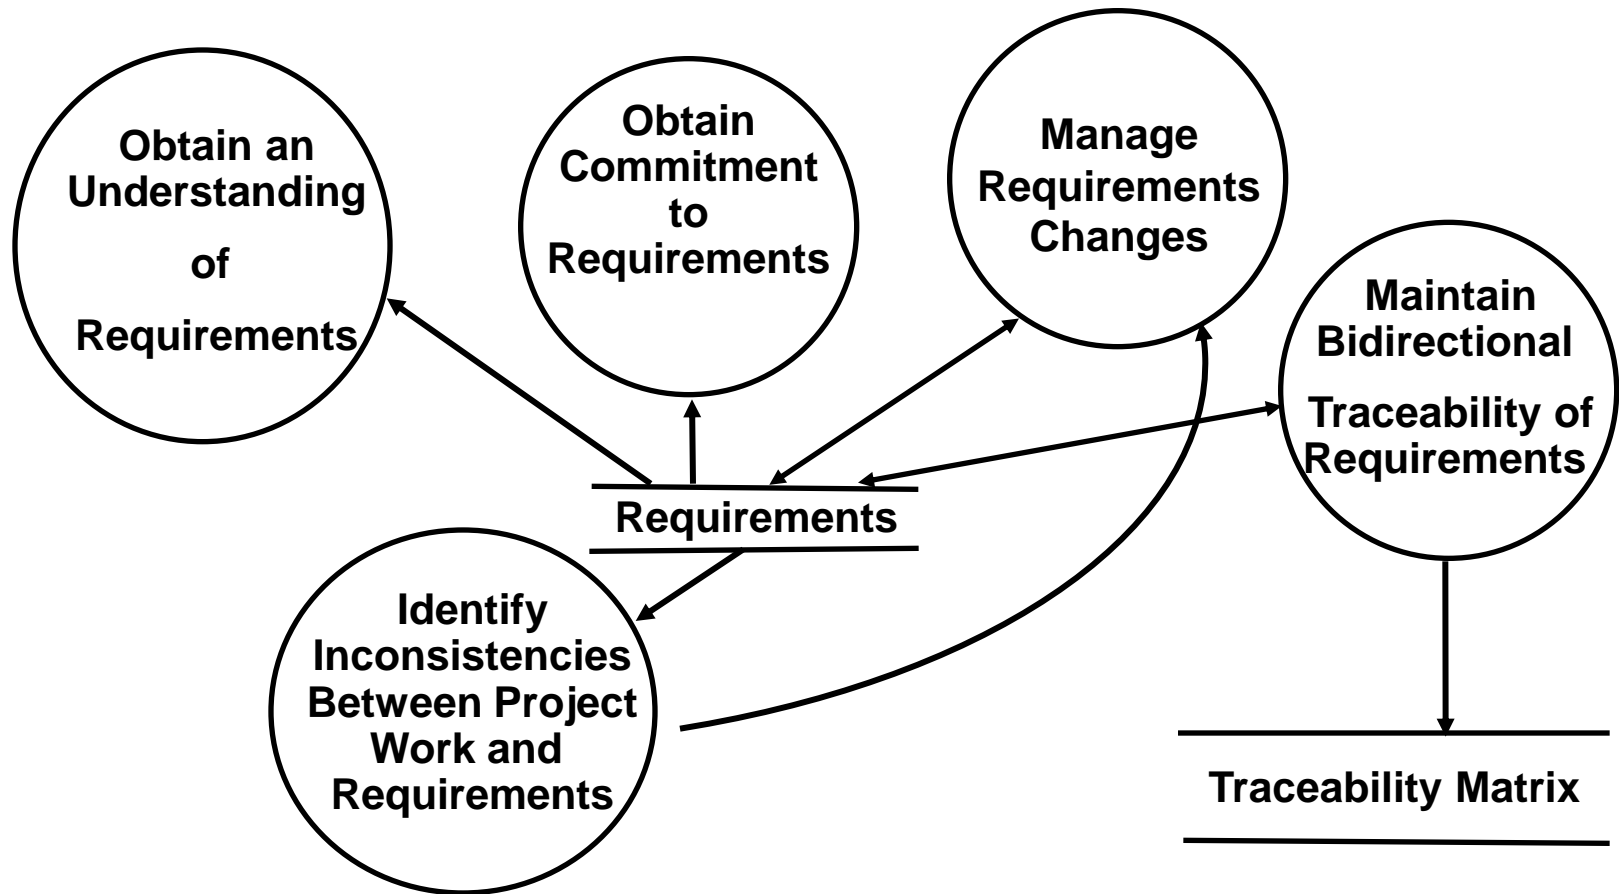 Obtain an
Understanding
of
Requirements
Obtain
Commitment
to
Requirements
Manage
Requirements
Changes
Maintain
Bidirectional
Traceability of
Requirements
Requirements
Identify
Inconsistencies
Between Project
Work and
Requirements
Traceability Matrix